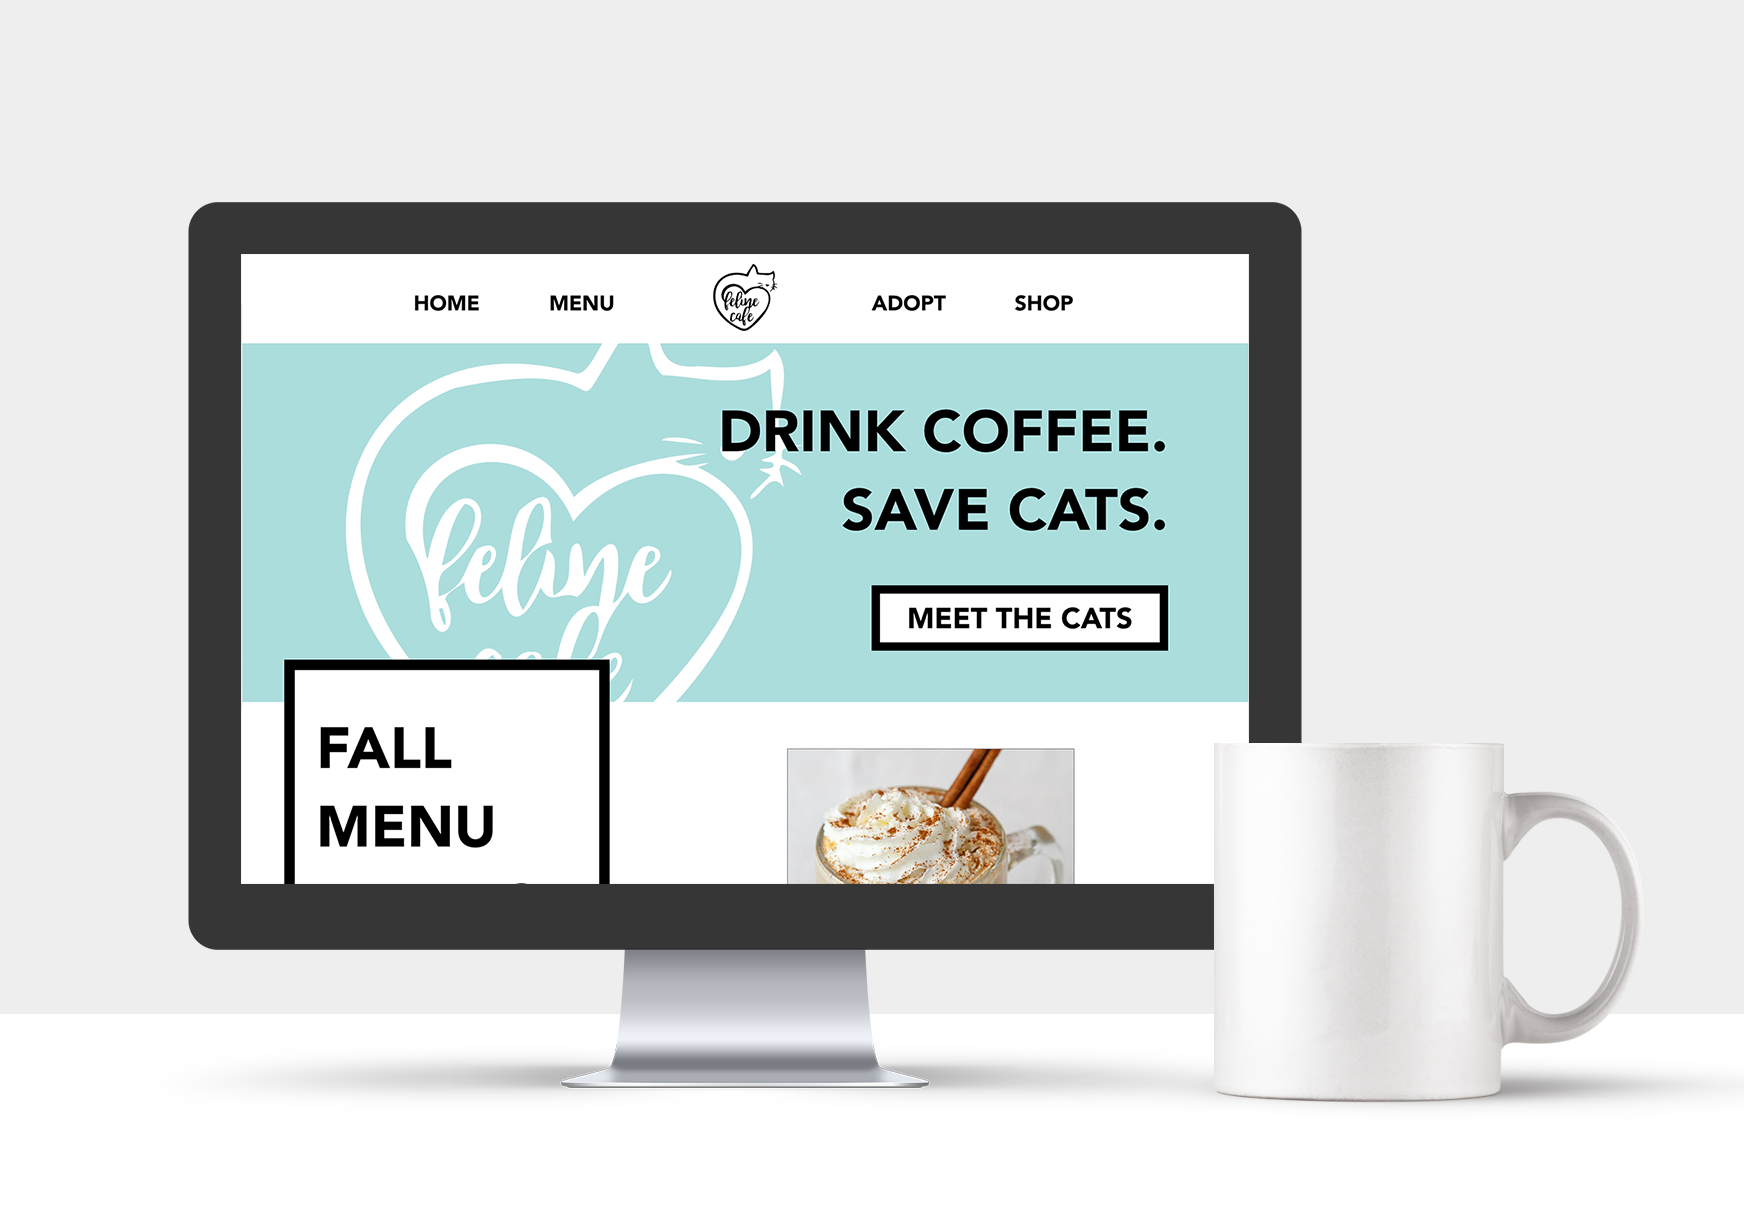 HOME MENU feline cafe ADOPT SHOP
DRINK COFFEE.
SAVE CATS.
feline
cafe
MEET THE CATS
FALL
MENU